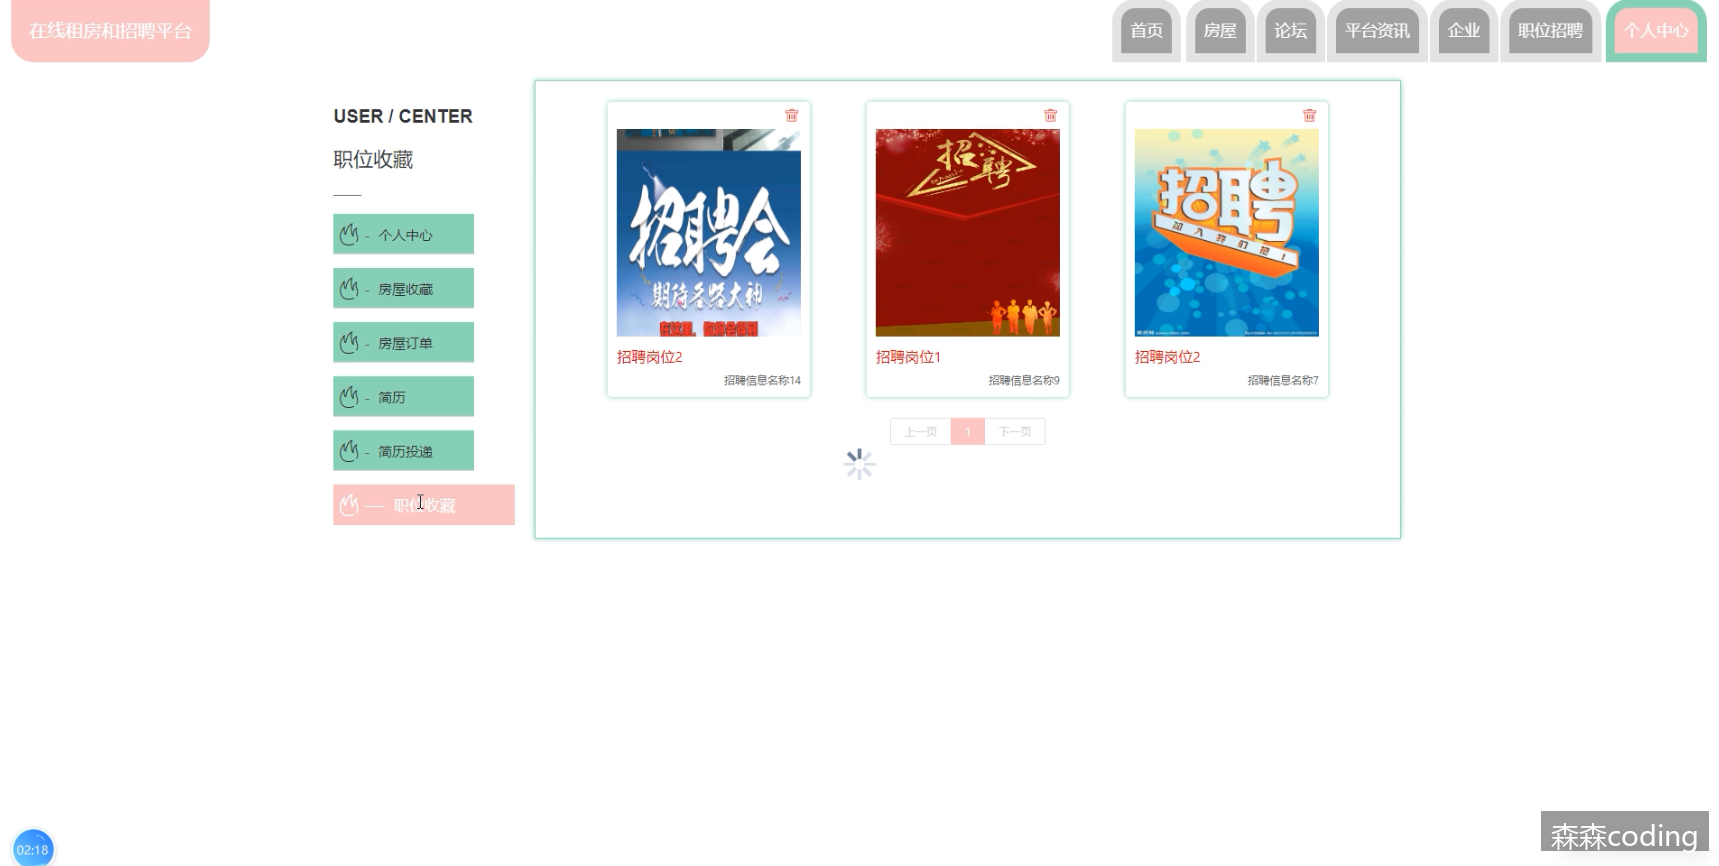 在线租房和招聘平台
首页
房屋
论坛
平台资讯
企业
职位招聘
个人中心
USER / CENTER
职位收藏
- 个人中心
- 房屋收藏
- 房屋订单
- 简历
- 简历投递
— 职位收藏
招聘会
期待各路大神
招聘岗位2
招聘信息名称14
招聘
招聘岗位1
招聘信息名称9
招聘
加入我们吧!
招聘岗位2
招聘信息名称7
上一页
1
下一页
02:18
森森coding